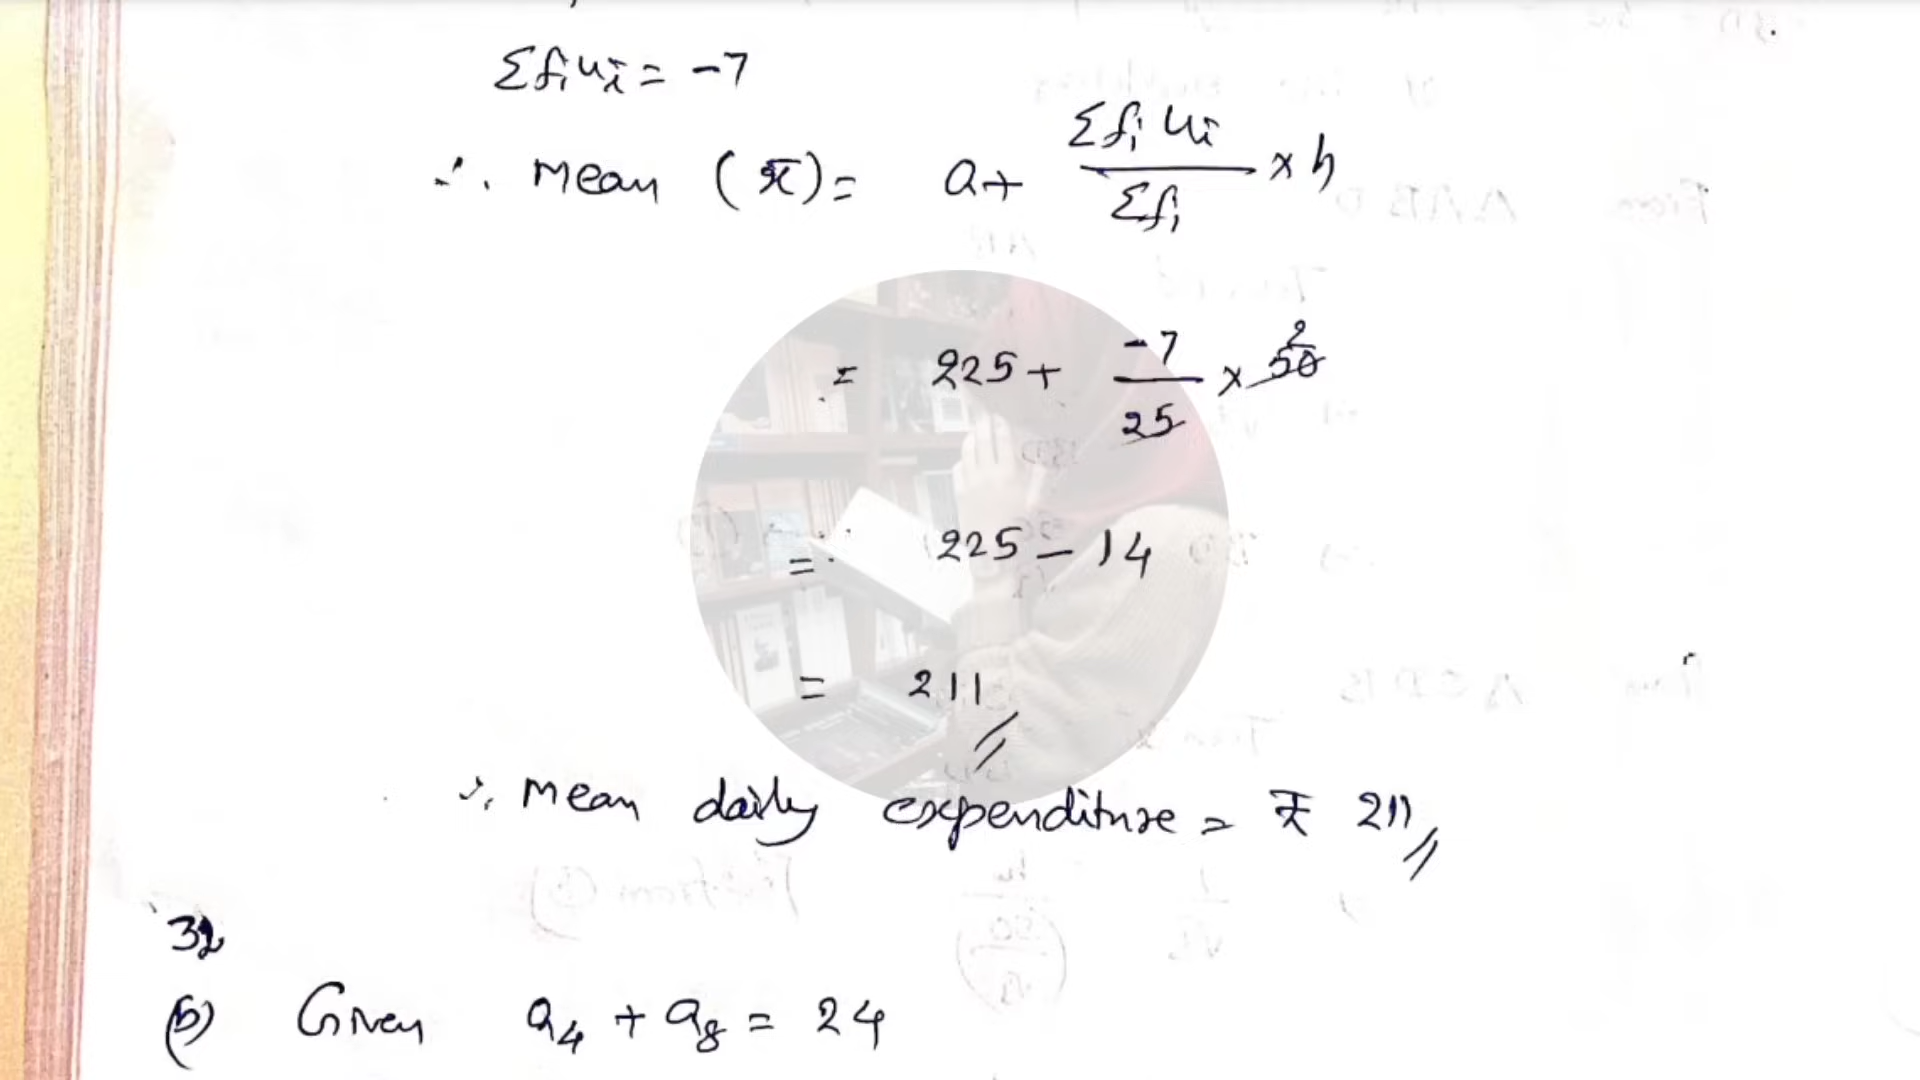 Σfiui = -7
∴ Mean (x̄) = a + Σfiui / Σfi × h
= 225 + -7/25 × 50 2
= 225 - 14
= 211
∴ Mean daily expenditure = ₹ 211
32
(b) Given a4 + a8 = 24